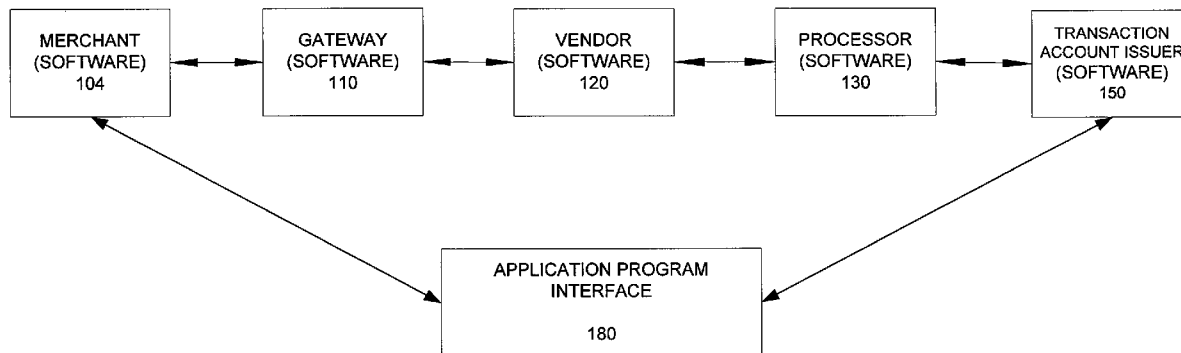 MERCHANT
(SOFTWARE)
104
GATEWAY
(SOFTWARE)
110
VENDOR
(SOFTWARE)
120
PROCESSOR
(SOFTWARE)
130
TRANSACTION
ACCOUNT ISSUER
(SOFTWARE)
150
APPLICATION PROGRAM
INTERFACE
180